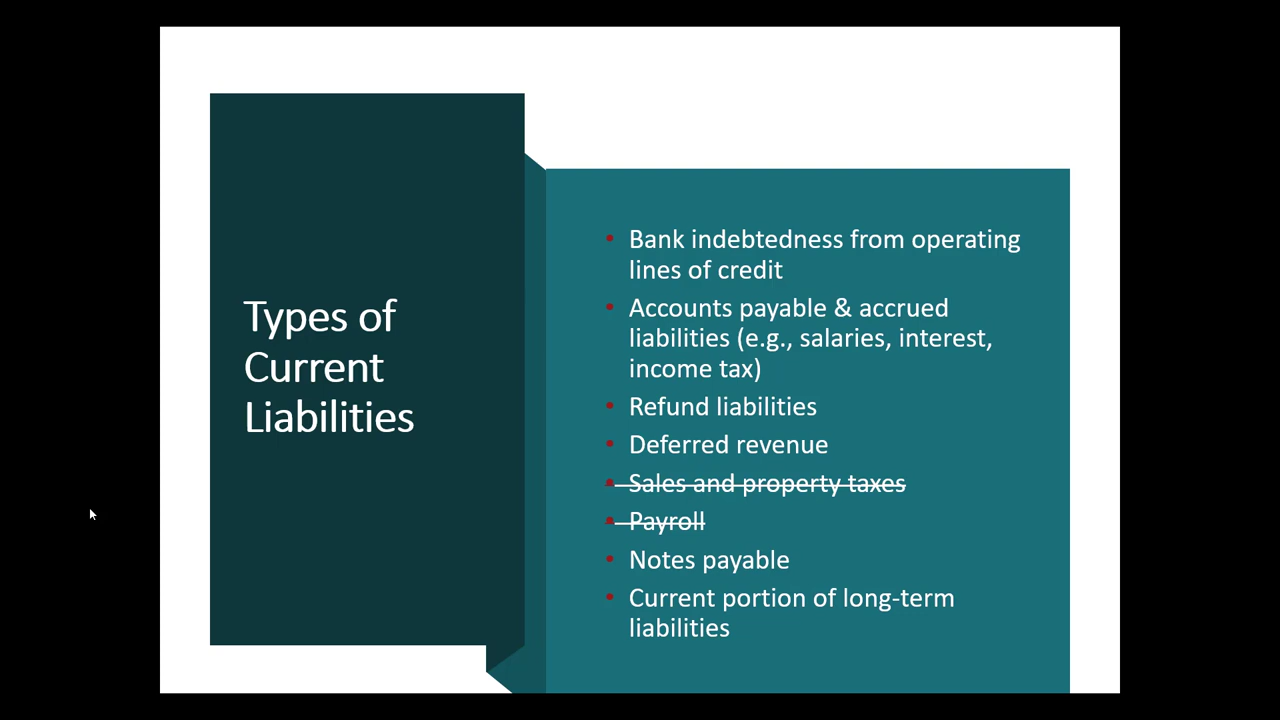 Types of
Current
Liabilities
• Bank indebtedness from operating
lines of credit
• Accounts payable & accrued
liabilities (e.g., salaries, interest,
income tax)
• Refund liabilities
• Deferred revenue
• Sales and property taxes
• Payroll
• Notes payable
• Current portion of long-term
liabilities